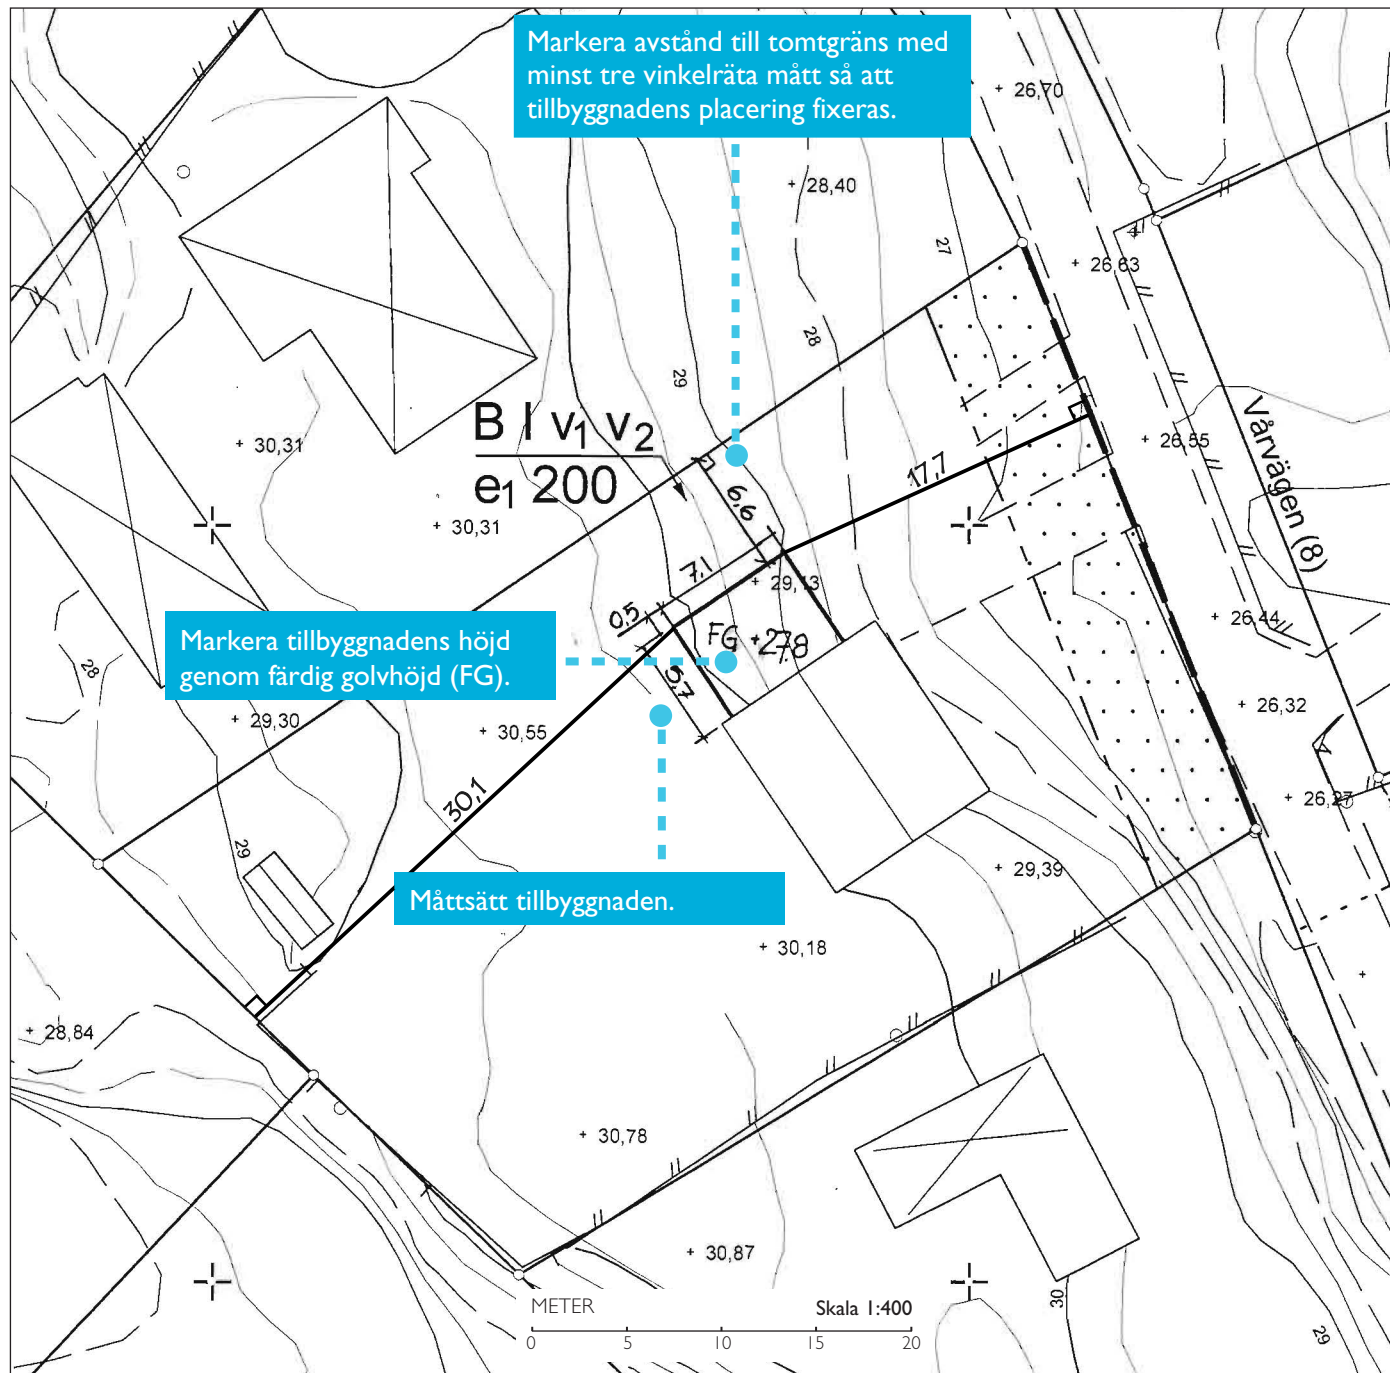 Markera avstånd till tomtgräns med
minst tre vinkelräta mått så att
tillbyggnadens placering fixeras.
26,70
28,40
27
26,63
28
29
B I v1 v2
e1 200
30,31
17,7
26,55
Vårvägen (8)
6,6
30,31
7,1
29,13
0,5
26,44
Markera tillbyggnadens höjd
genom färdig golvhöjd (FG).
FG +27,8
28
5,7
29,30
30,55
26,32
30,1
26,27
29
29,39
Måttsätt tillbyggnaden.
30,18
28,84
30,78
30,87
30
29
METER
Skala 1:400
0 5 10 15 20